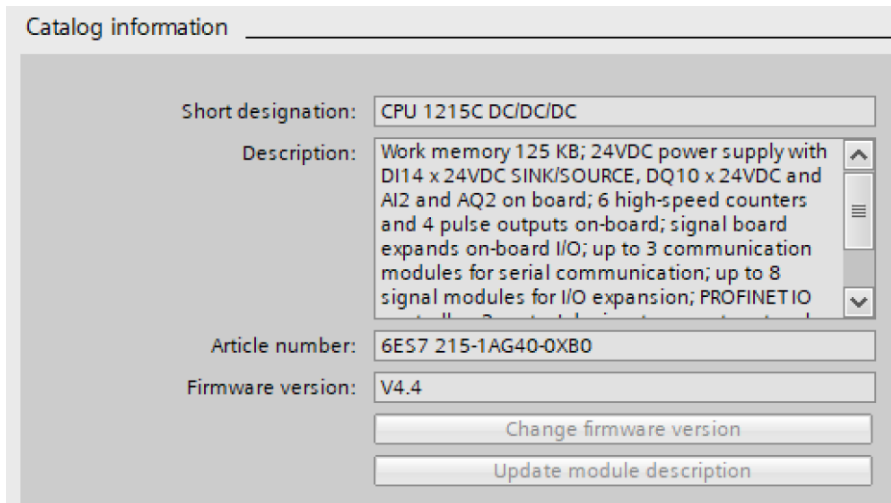 Catalog information
Short designation: CPU 1215C DC/DC/DC
Description: Work memory 125 KB; 24VDC power supply with
DI14 x 24VDC SINK/SOURCE, DQ10 x 24VDC and
AI2 and AQ2 on board; 6 high-speed counters
and 4 pulse outputs on-board; signal board
expands on-board I/O; up to 3 communication
modules for serial communication; up to 8
signal modules for I/O expansion; PROFINET IO
Article number: 6ES7 215-1AG40-0XB0
Firmware version: V4.4
Change firmware version
Update module description